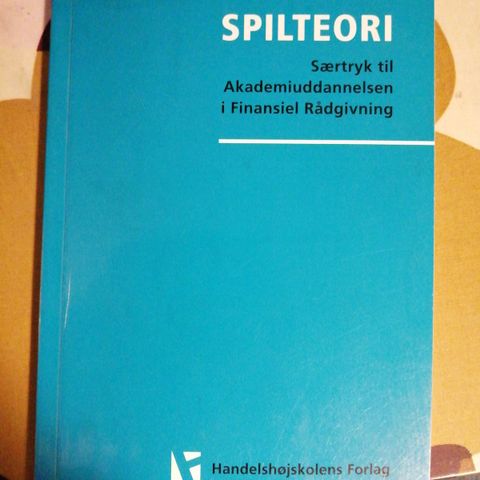 SPILTEORI
Særtryk til
Akademiuddannelsen
i Finansiel Rådgivning
Handelshøjskolens Forlag